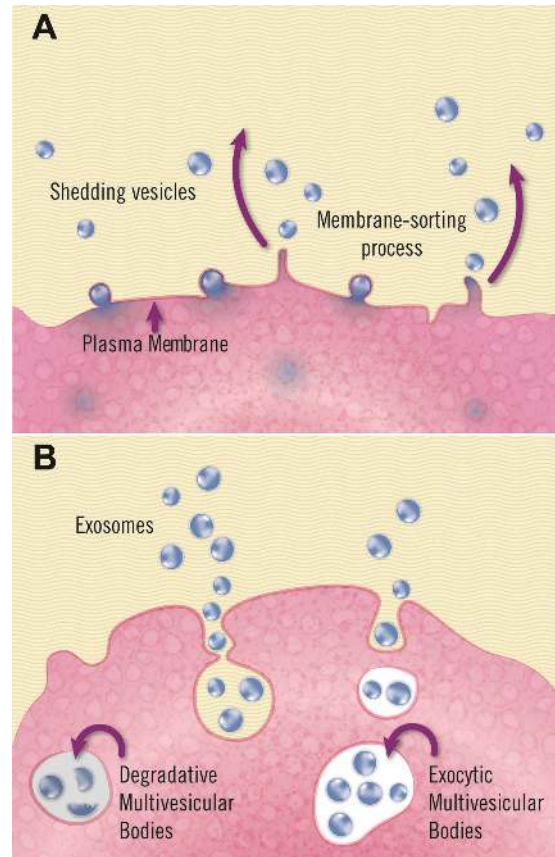 A
Shedding vesicles
Membrane-sorting
process
Plasma Membrane
B
Exosomes
Degradative
Multivesicular
Bodies
Exocytic
Multivesicular
Bodies